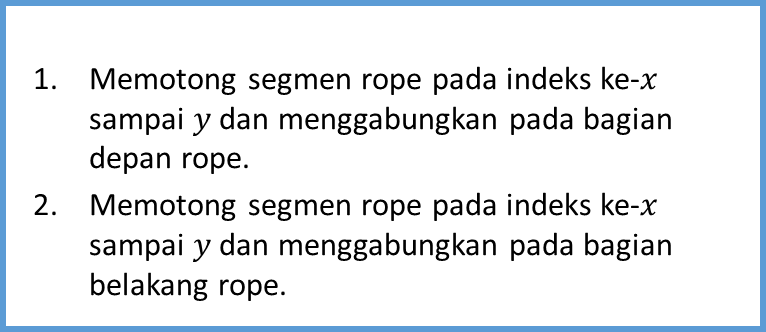 1. Memotong segmen rope pada indeks ke-x
sampai y dan menggabungkan pada bagian
depan rope.
2. Memotong segmen rope pada indeks ke-x
sampai y dan menggabungkan pada bagian
belakang rope.